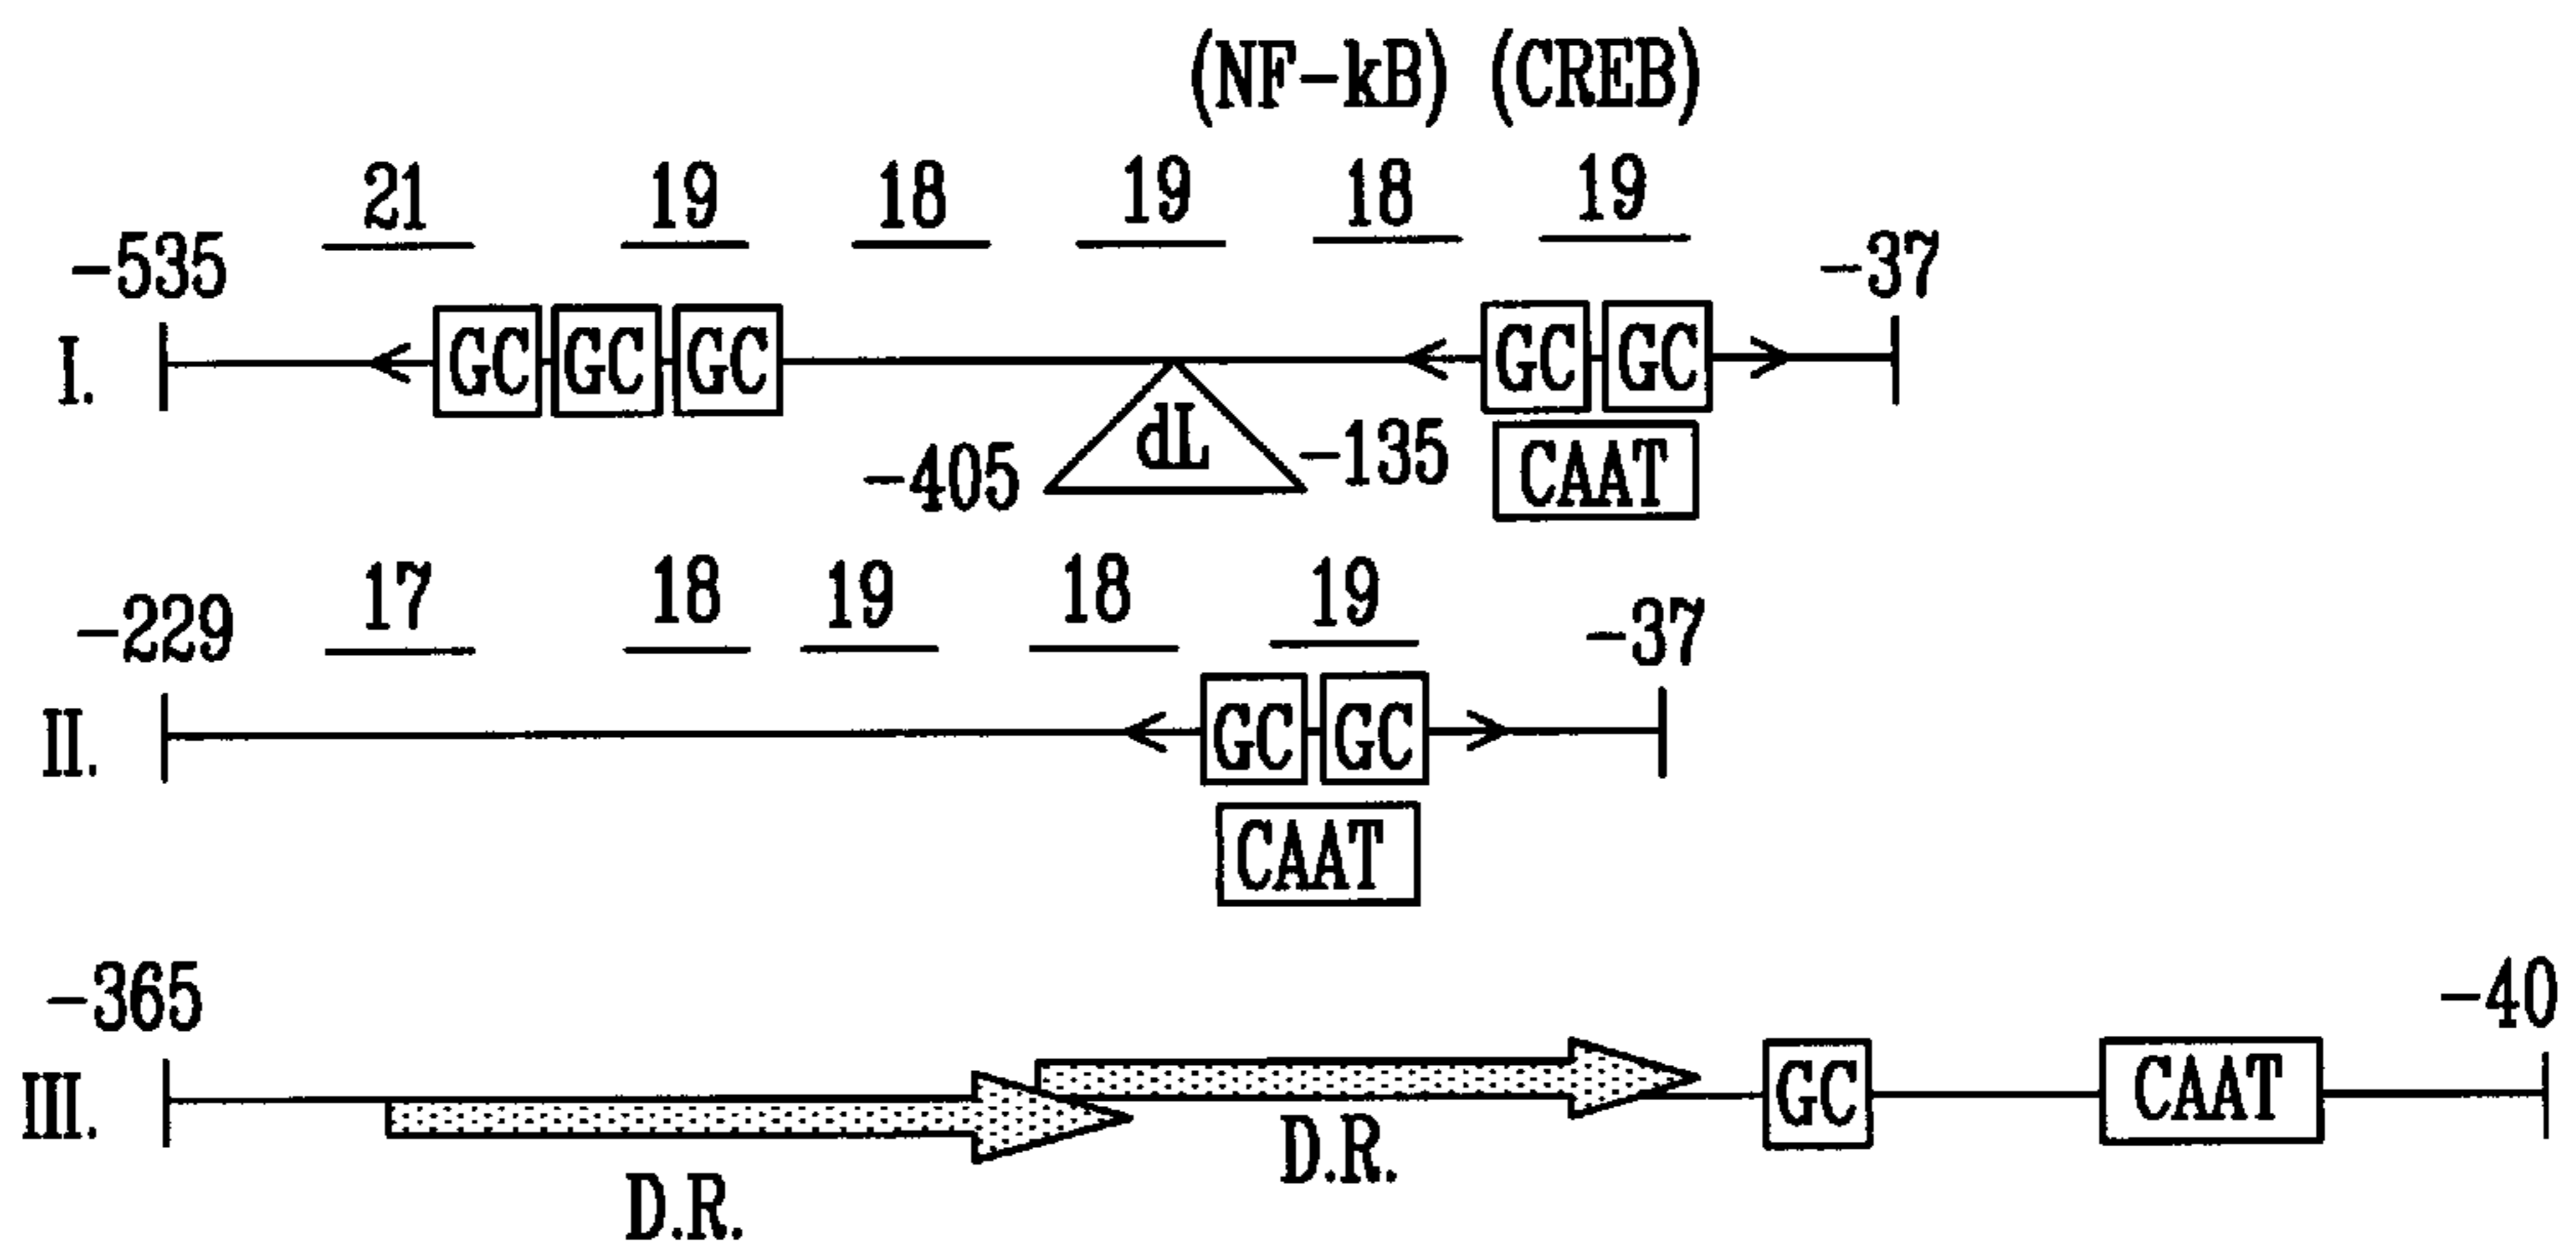 (NF-kB) (CREB)
21 19 18 19 18 19
-535 -37
I. GC GC GC GC GC
dL
-405 -135 CAAT
17 18 19 18 19
-229 -37
II. GC GC
CAAT
-365 -40
III. GC CAAT
D.R.
D.R.